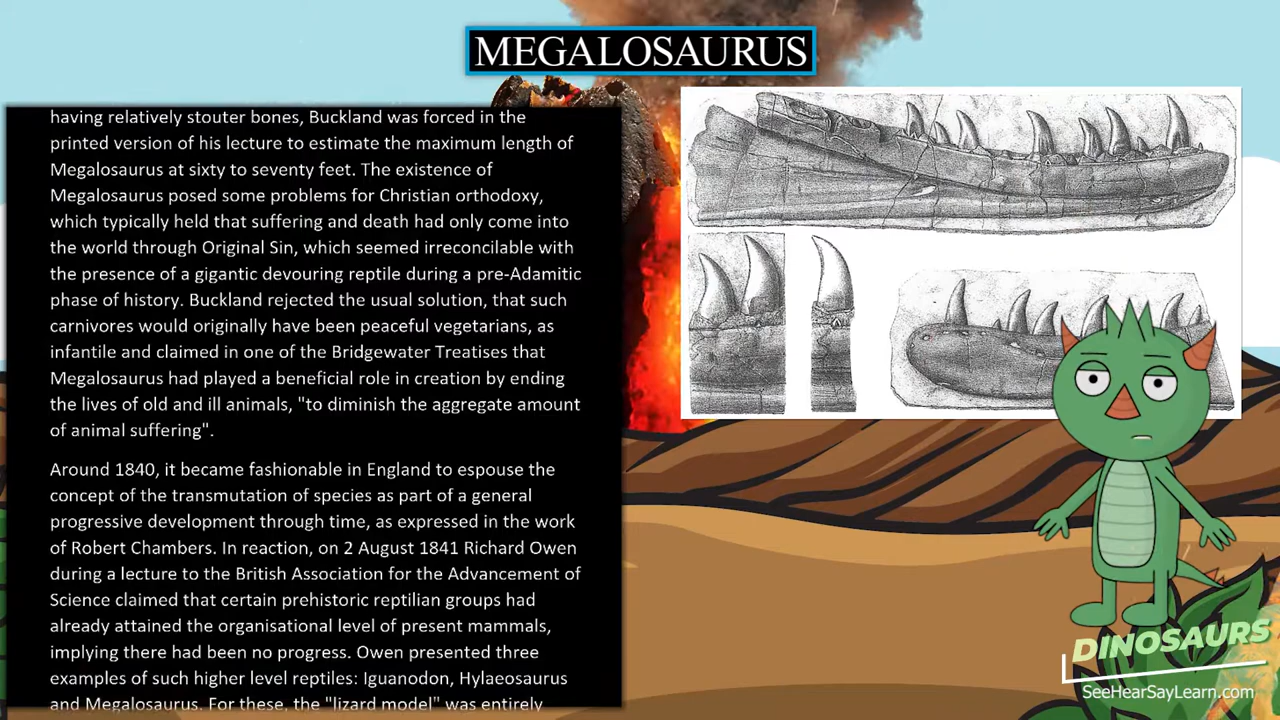 MEGALOSAURUS
having relatively stouter bones, Buckland was forced in the
printed version of his lecture to estimate the maximum length of
Megalosaurus at sixty to seventy feet. The existence of
Megalosaurus posed some problems for Christian orthodoxy,
which typically held that suffering and death had only come into
the world through Original Sin, which seemed irreconcilable with
the presence of a gigantic devouring reptile during a pre-Adamitic
phase of history. Buckland rejected the usual solution, that such
carnivores would originally have been peaceful vegetarians, as
infantile and claimed in one of the Bridgewater Treatises that
Megalosaurus had played a beneficial role in creation by ending
the lives of old and ill animals, "to diminish the aggregate amount
of animal suffering".
Around 1840, it became fashionable in England to espouse the
concept of the transmutation of species as part of a general
progressive development through time, as expressed in the work
of Robert Chambers. In reaction, on 2 August 1841 Richard Owen
during a lecture to the British Association for the Advancement of
Science claimed that certain prehistoric reptilian groups had
already attained the organisational level of present mammals,
implying there had been no progress. Owen presented three
examples of such higher level reptiles: Iguanodon, Hylaeosaurus
and Megalosaurus. For these, the "lizard model" was entirely
DINOSAURS
SeeHearSayLearn.com